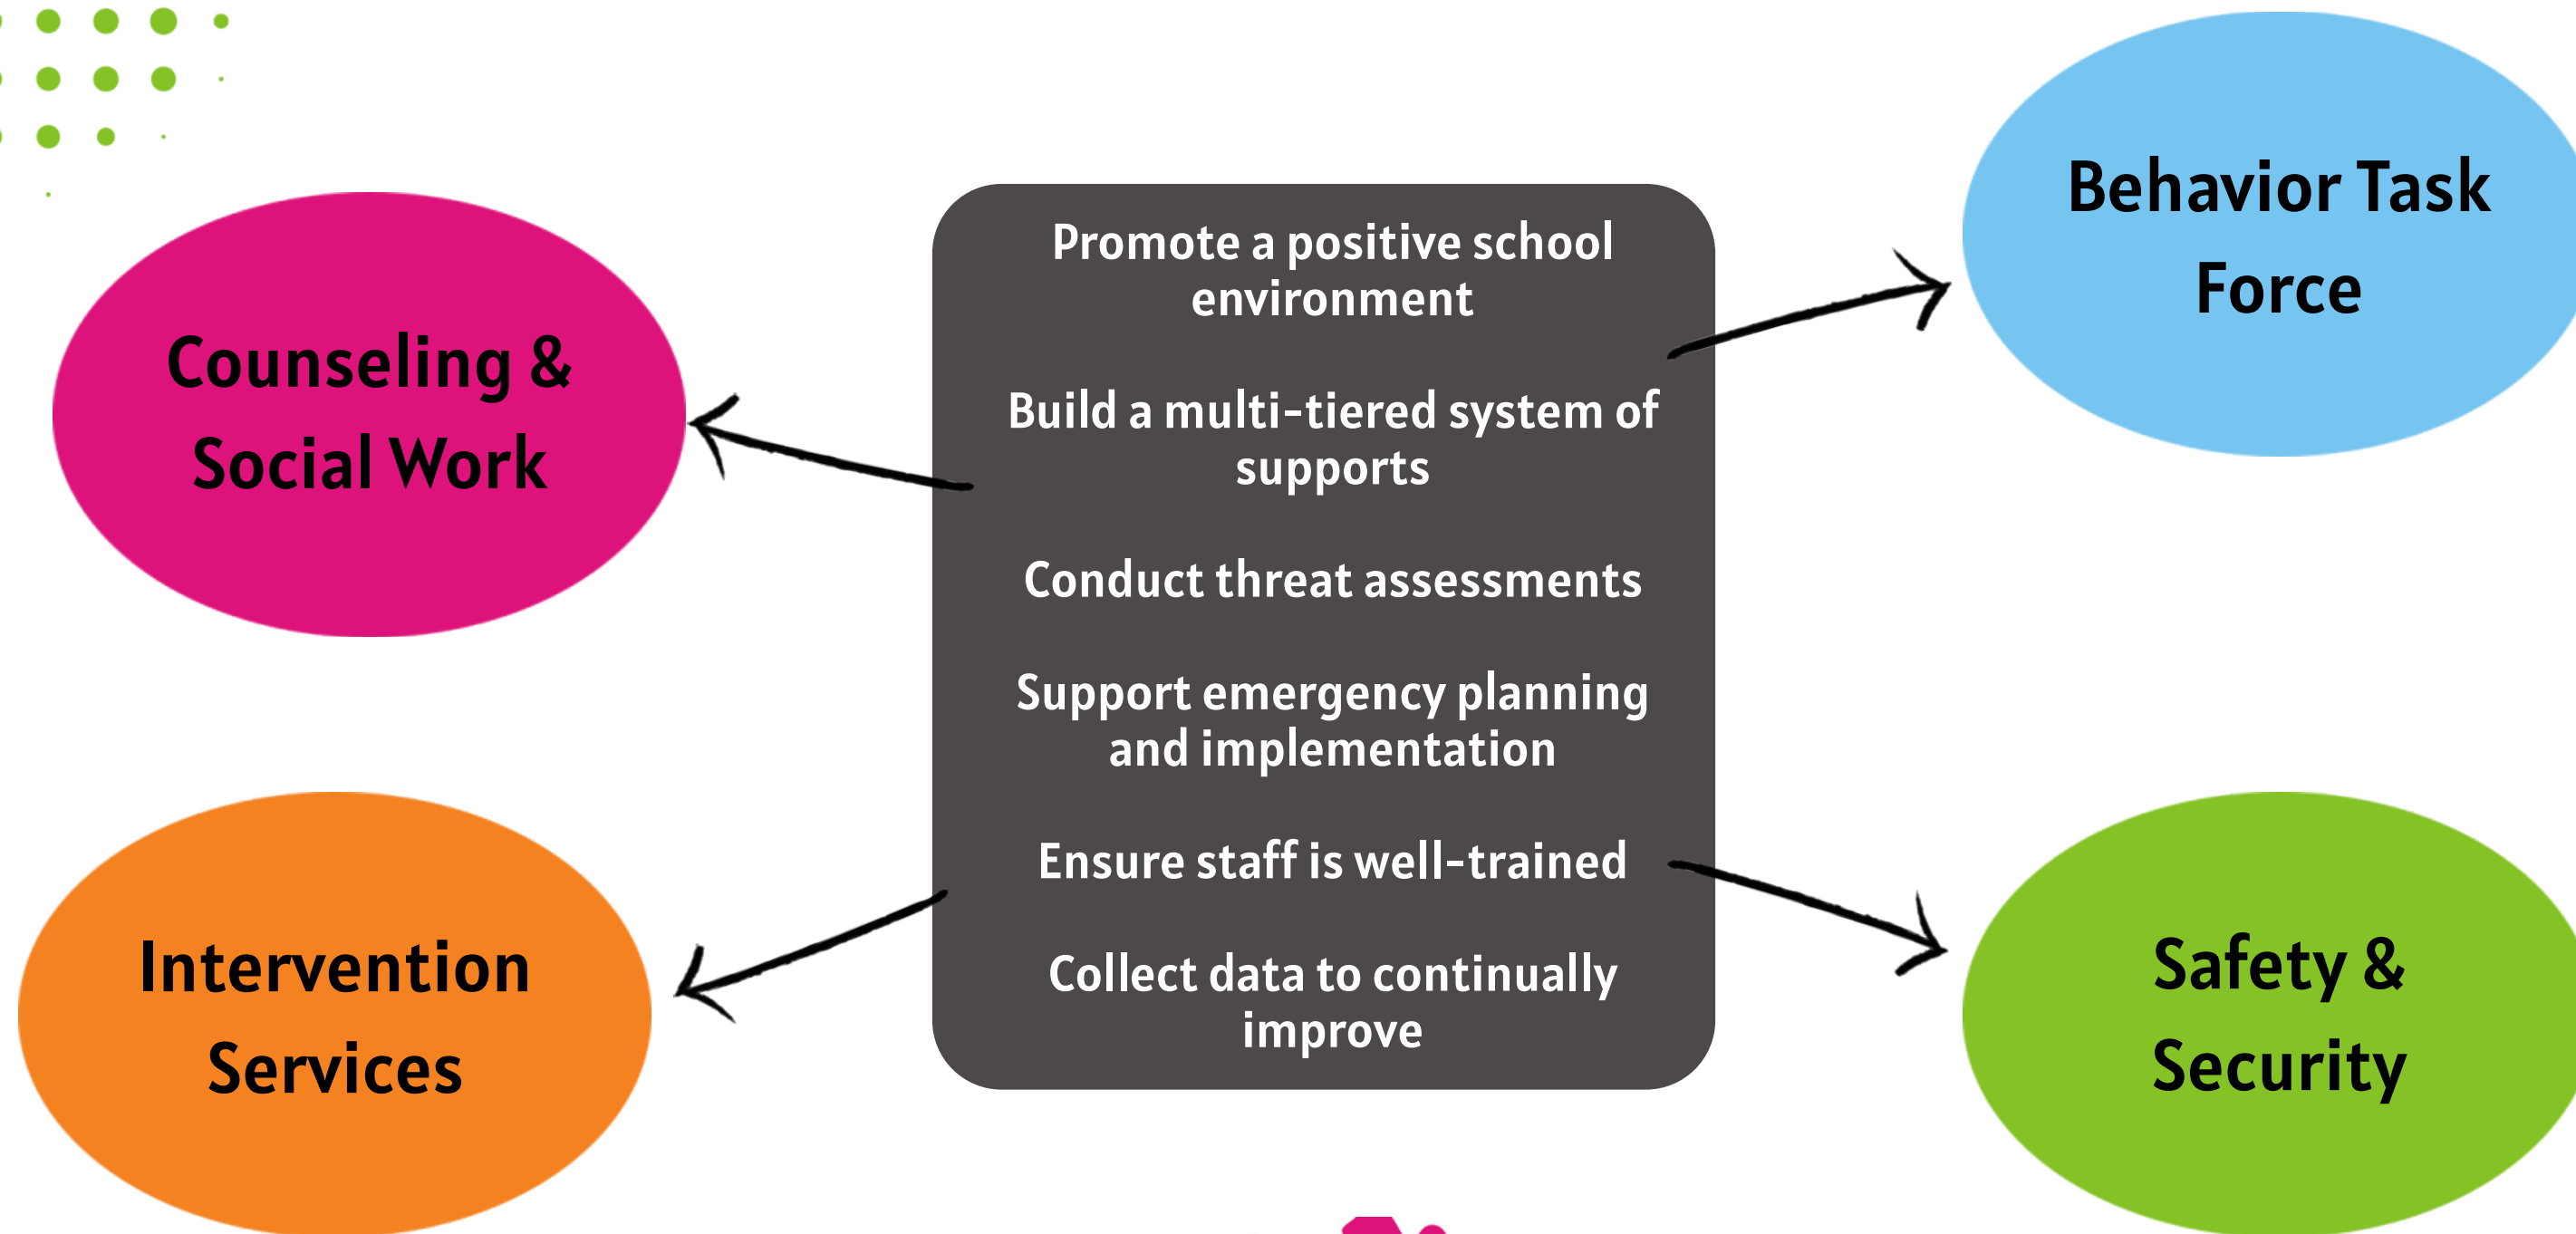 Counseling &
Social Work
Intervention
Services
Promote a positive school
environment
Build a multi-tiered system of
supports
Conduct threat assessments
Support emergency planning
and implementation
Ensure staff is well-trained
Collect data to continually
improve
Behavior Task
Force
Safety &
Security